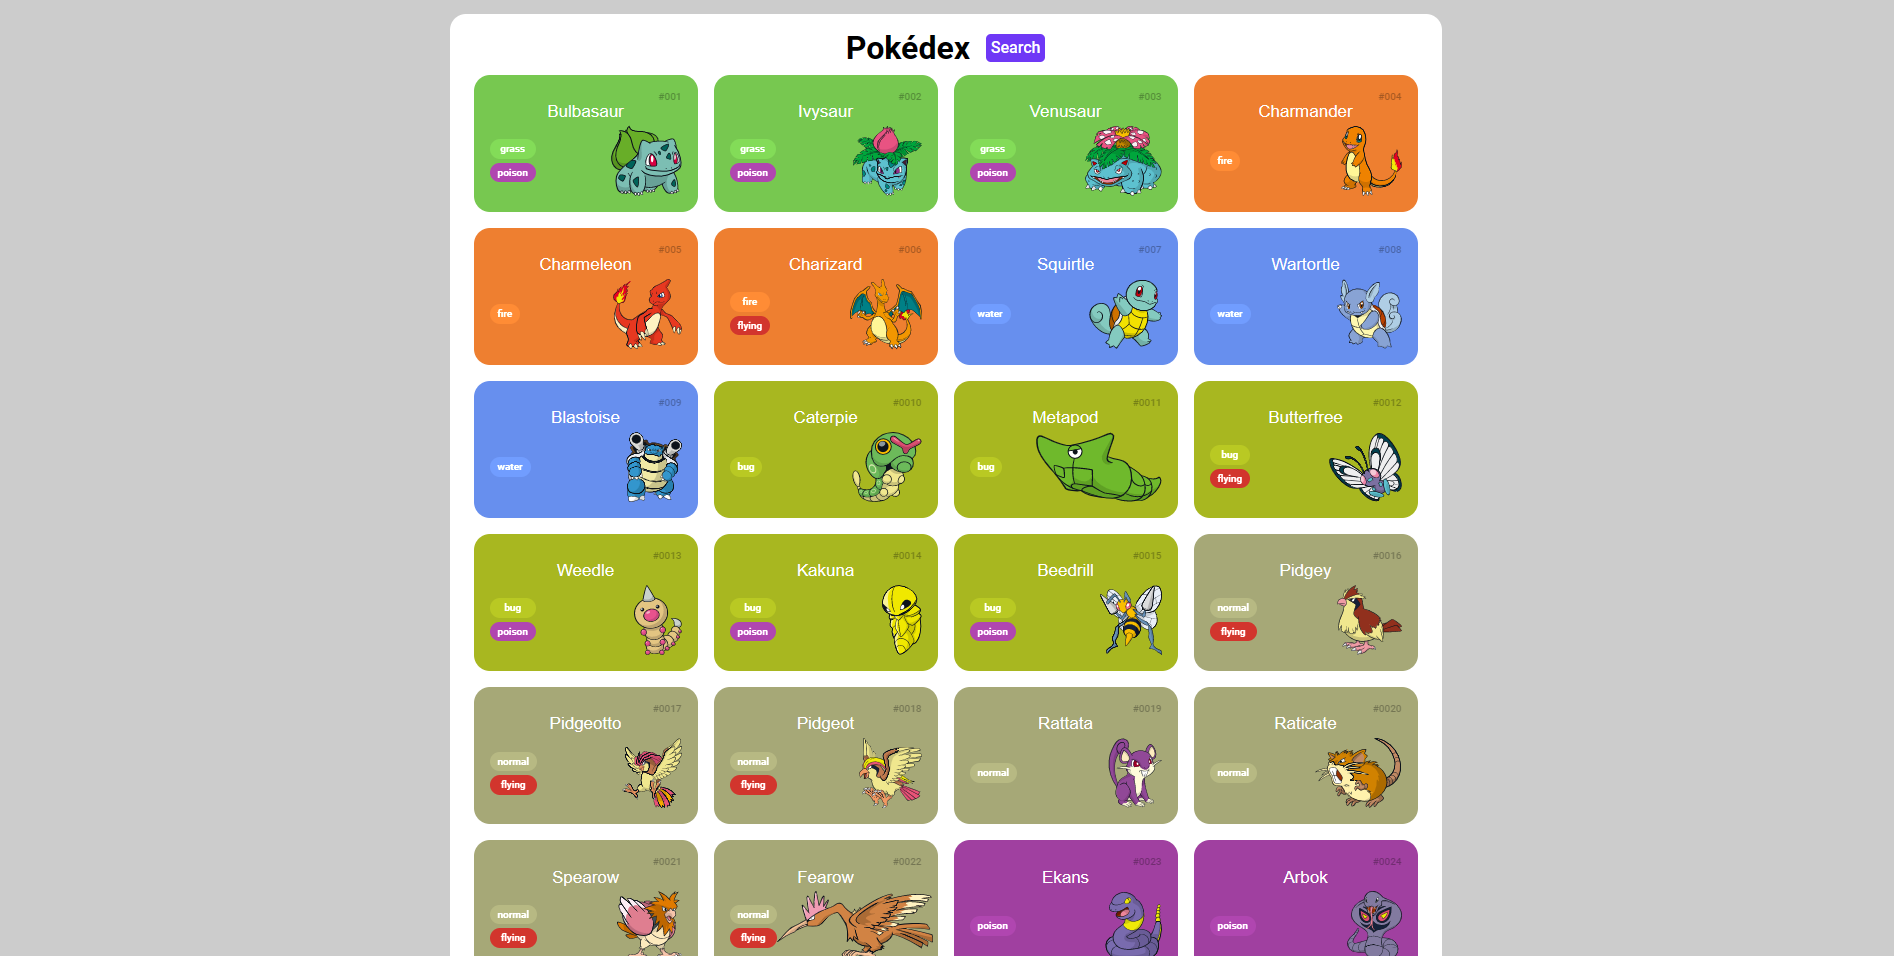 Pokédex Search
#001
Bulbasaur
grass
poison
#002
Ivysaur
grass
poison
#003
Venusaur
grass
poison
#004
Charmander
fire
#005
Charmeleon
fire
#006
Charizard
fire
flying
#007
Squirtle
water
#008
Wartortle
water
#009
Blastoise
water
#0010
Caterpie
bug
#0011
Metapod
bug
#0012
Butterfree
bug
flying
#0013
Weedle
bug
poison
#0014
Kakuna
bug
poison
#0015
Beedrill
bug
poison
#0016
Pidgey
normal
flying
#0017
Pidgeotto
normal
flying
#0018
Pidgeot
normal
flying
#0019
Rattata
normal
#0020
Raticate
normal
#0021
Spearow
normal
flying
#0022
Fearow
normal
flying
#0023
Ekans
poison
#0024
Arbok
poison